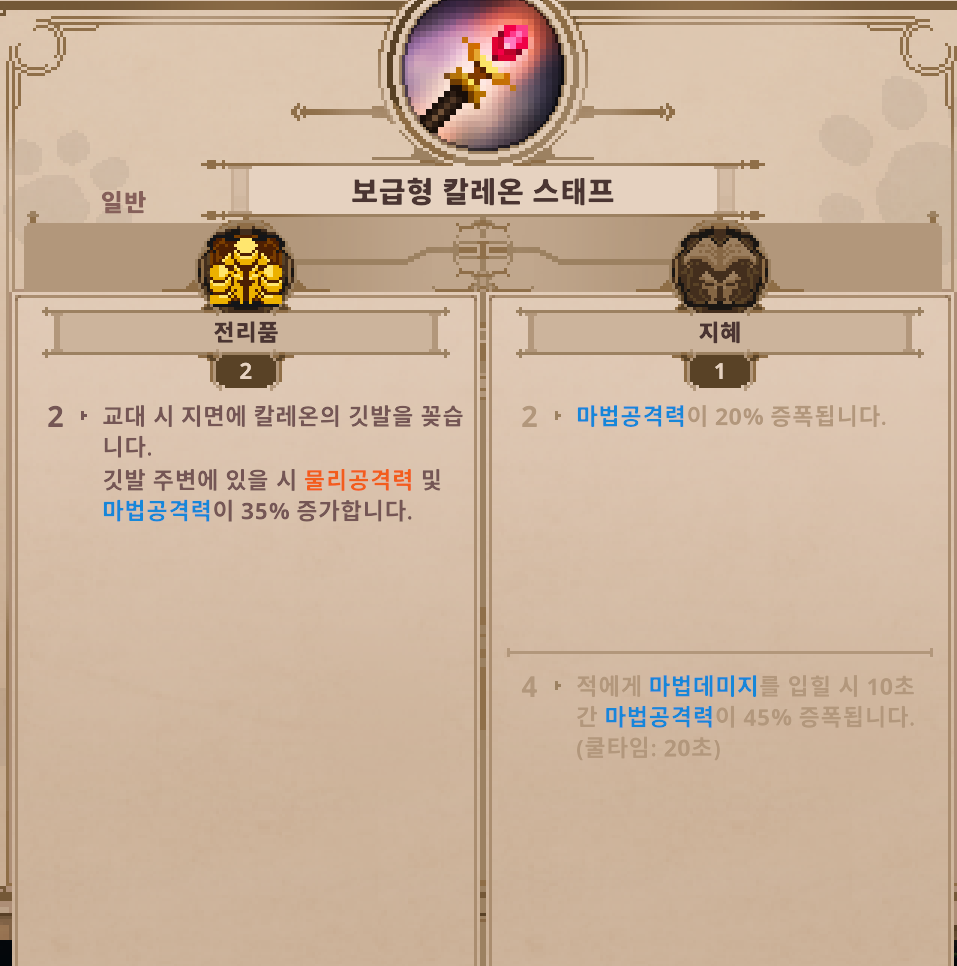 보급형 칼레온 스태프
일반
전리품
2
2 교대 시 지면에 칼레온의 깃발을 꽂습
니다.
깃발 주변에 있을 시 물리공격력 및
마법공격력이 35% 증가합니다.
지혜
1
2 마법공격력이 20% 증폭됩니다.
4 적에게 마법데미지를 입힐 시 10초
간 마법공격력이 45% 증폭됩니다.
(쿨타임: 20초)